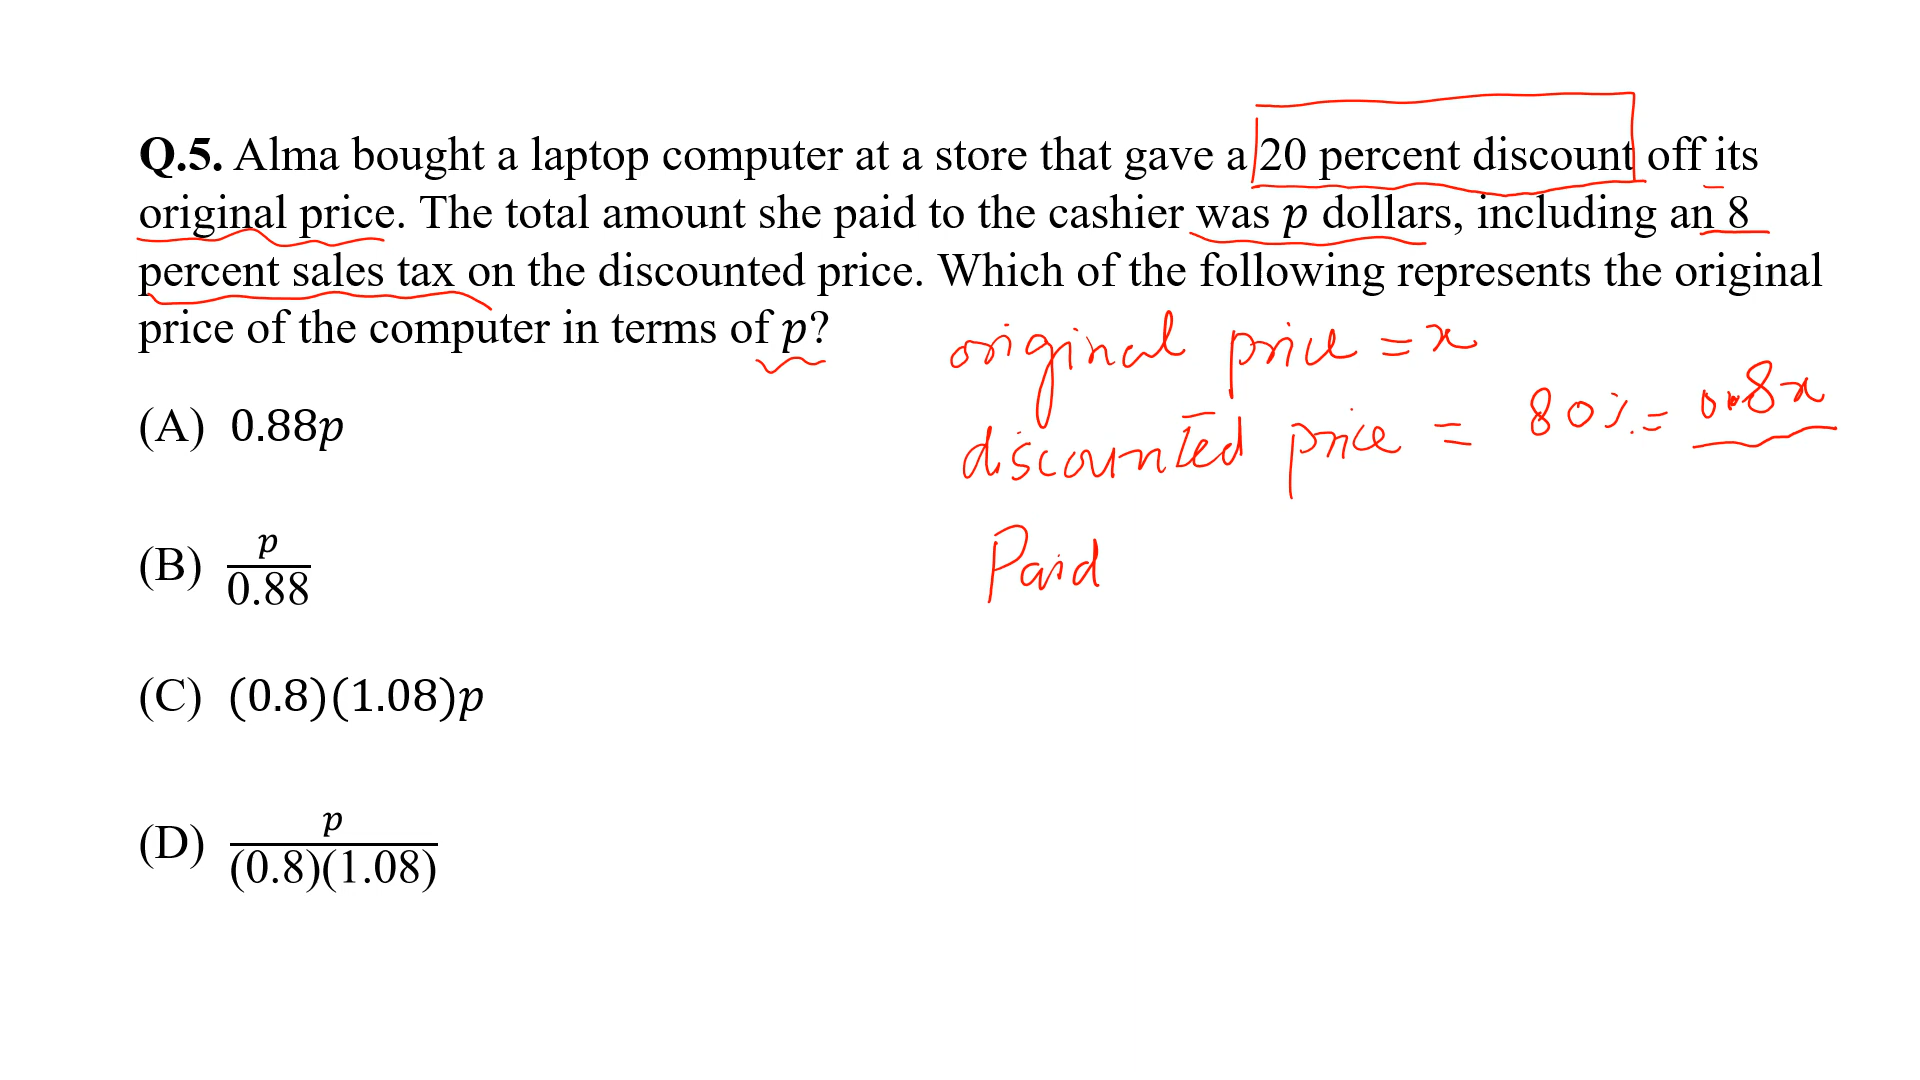 Q.5. Alma bought a laptop computer at a store that gave a 20 percent discount off its
original price. The total amount she paid to the cashier was p dollars, including an 8
percent sales tax on the discounted price. Which of the following represents the original
price of the computer in terms of p?
original price = x
discounted price = 80% = 0.8x
Paid
(A) 0.88p
(B) p/0.88
(C) (0.8)(1.08)p
(D) p/(0.8)(1.08)